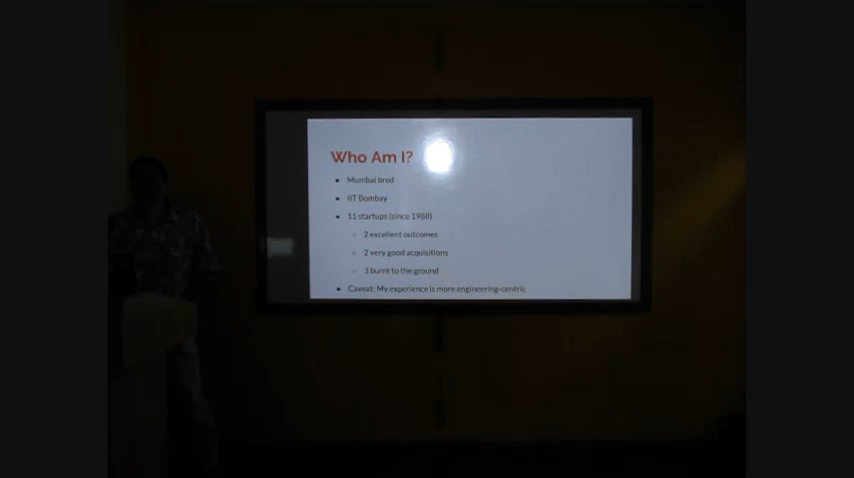 Who Am I?
Mumbai bred
IIT Bombay
11 startups (since 1988)
2 excellent outcomes
2 very good acquisitions
3 burnt to the ground
Caveat: My experience is more engineering-centric